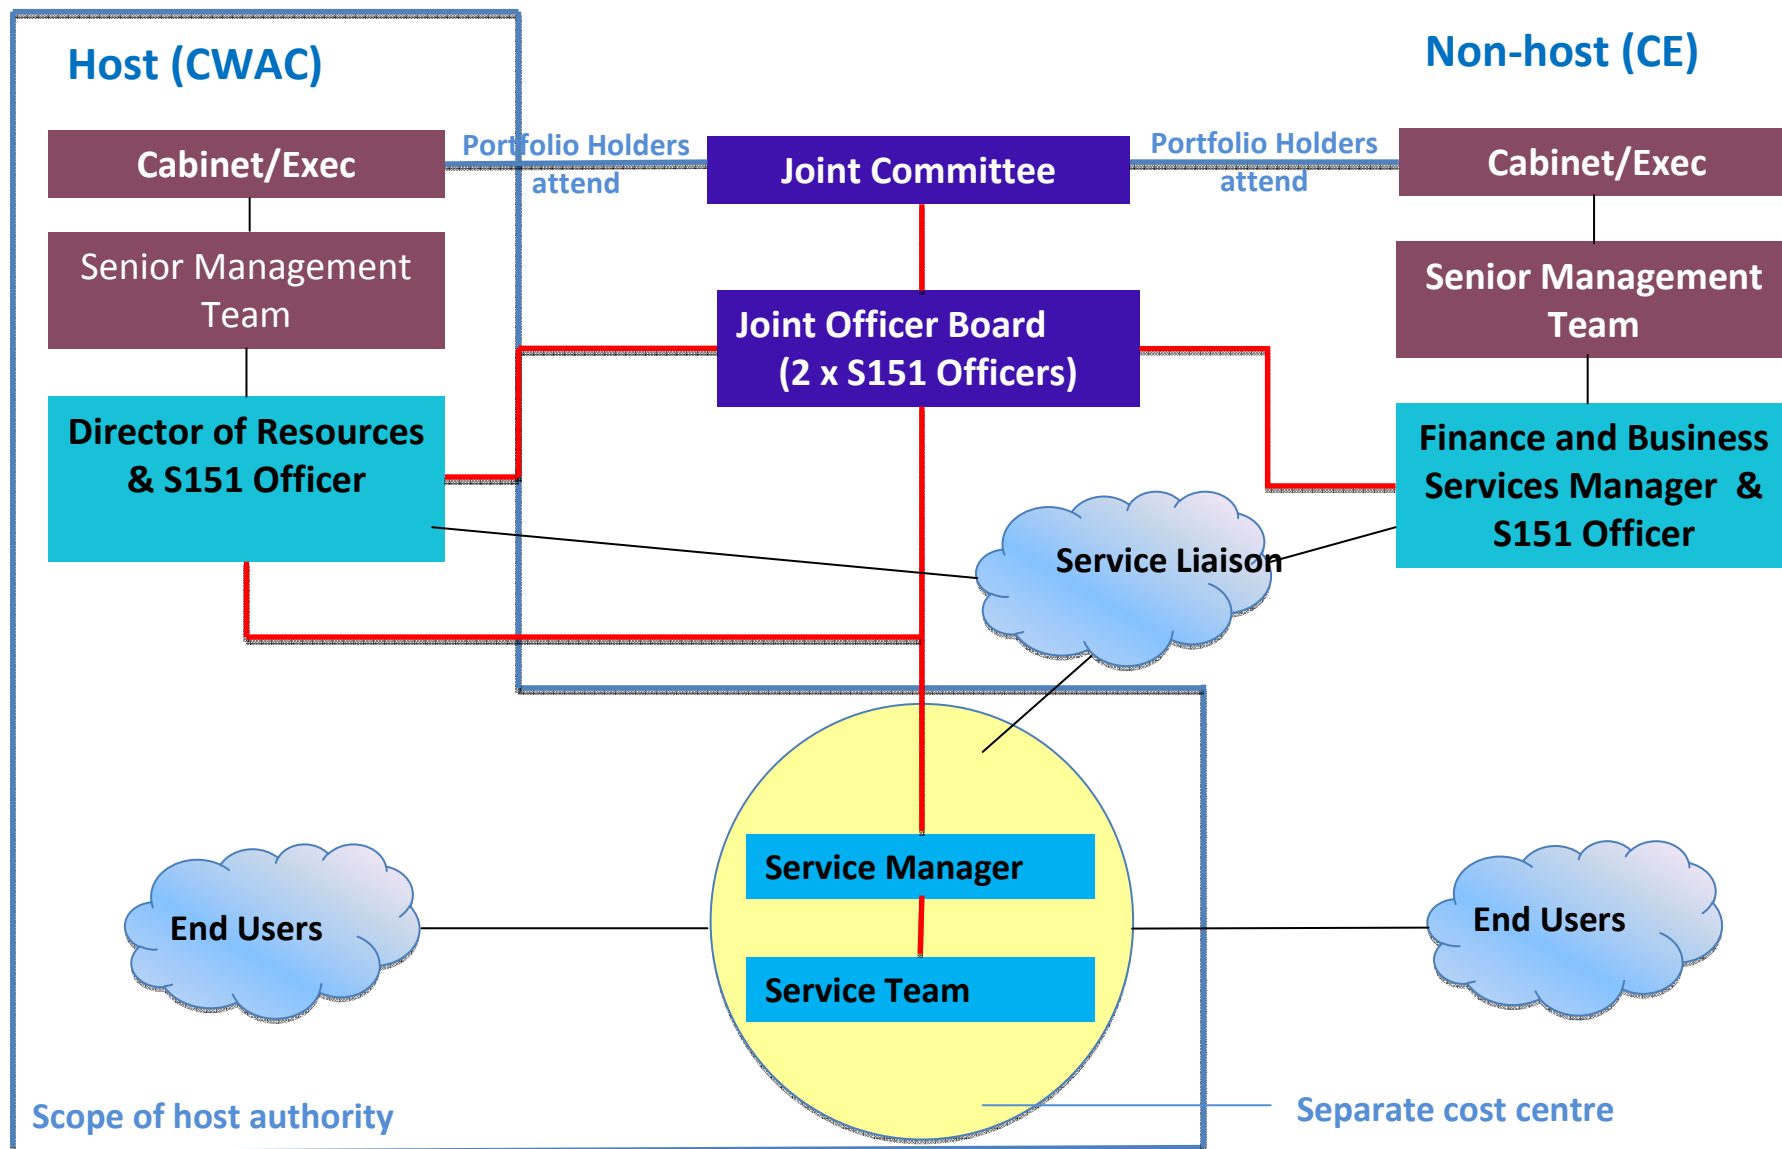 Host (CWAC)
Non-host (CE)
Cabinet/Exec
Portfolio Holders
attend
Joint Committee
Portfolio Holders
attend
Cabinet/Exec
Senior Management
Team
Joint Officer Board
(2 x S151 Officers)
Senior Management
Team
Director of Resources
& S151 Officer
Finance and Business
Services Manager &
S151 Officer
Service Liaison
Service Manager
End Users
End Users
Service Team
Scope of host authority
Separate cost centre